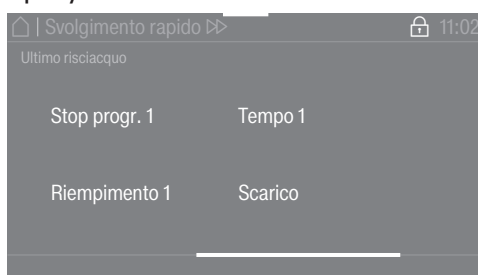 Svolgimento rapido 11:02
Ultimo risciacquo
Stop progr. 1 Tempo 1
Riempimento 1 Scarico